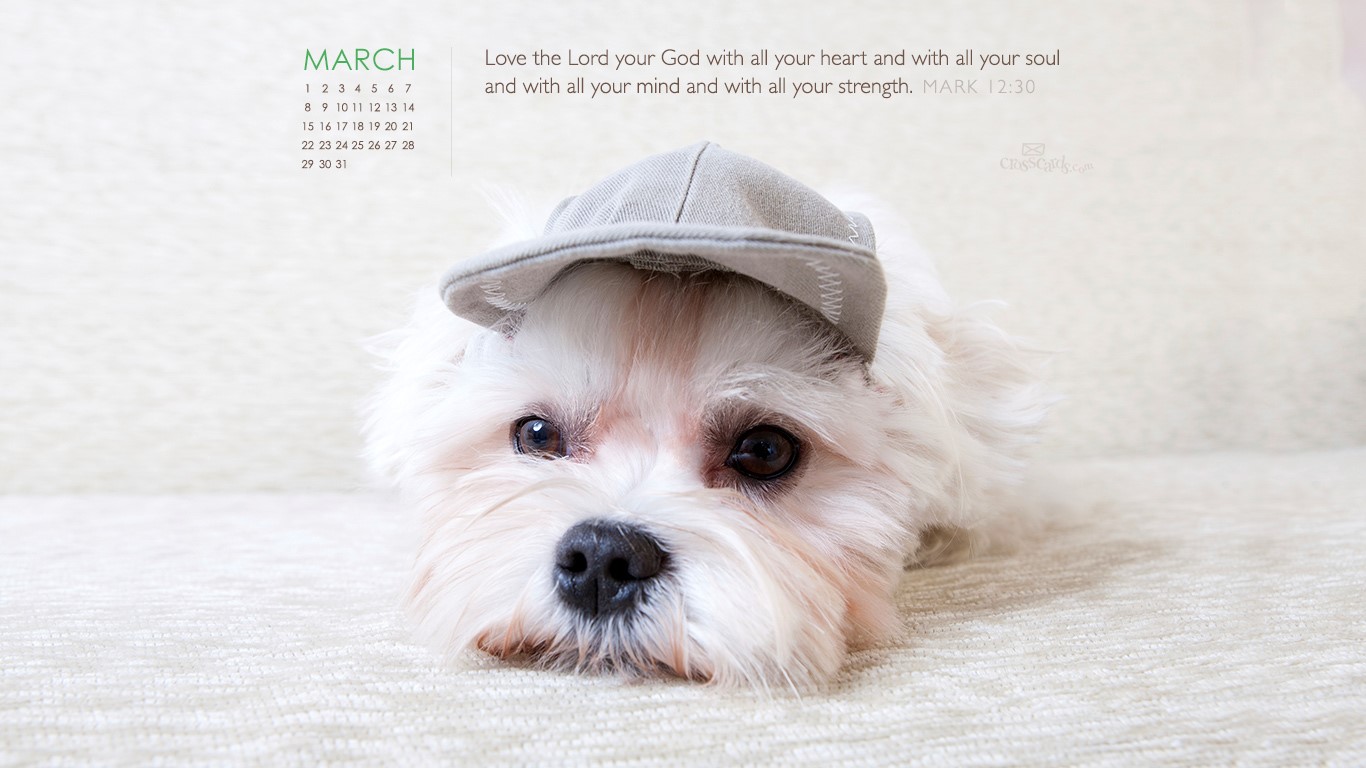 MARCH
1 2 3 4 5 6 7
8 9 10 11 12 13 14
15 16 17 18 19 20 21
22 23 24 25 26 27 28
29 30 31
Love the Lord your God with all your heart and with all your soul
and with all your mind and with all your strength. MARK 12:30
crosscards.com